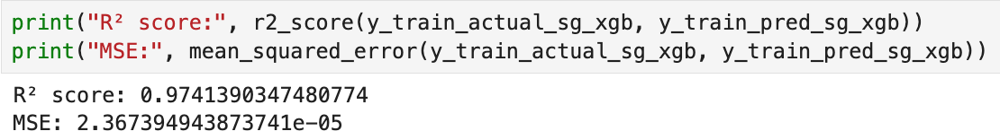 print("R² score:", r2_score(y_train_actual_sg_xgb, y_train_pred_sg_xgb))
print("MSE:", mean_squared_error(y_train_actual_sg_xgb, y_train_pred_sg_xgb))
R² score: 0.9741390347480774
MSE: 2.367394943873741e-05